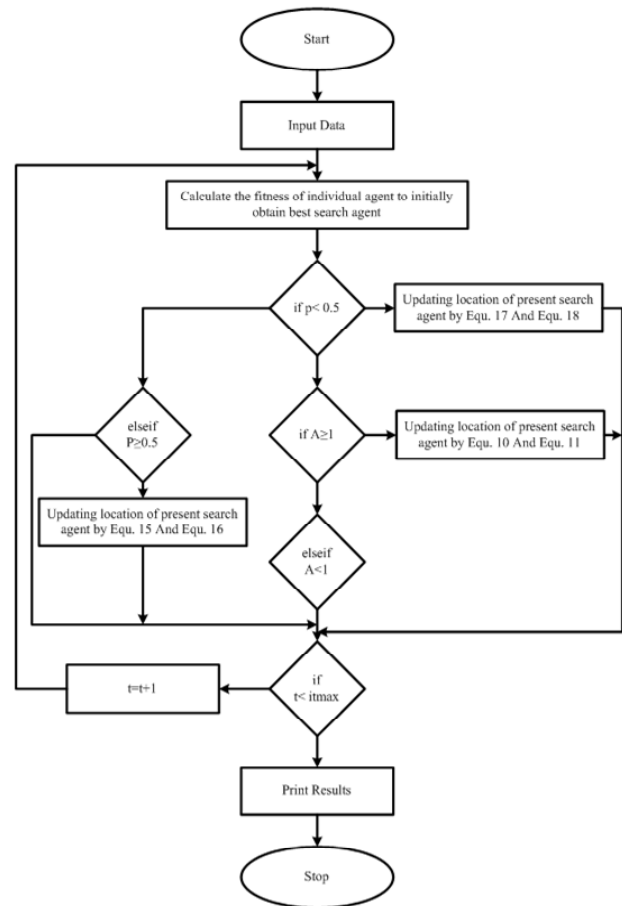 Start
Input Data
Calculate the fitness of individual agent to initially
obtain best search agent
if p< 0.5
Updating location of present search
agent by Equ. 17 And Equ. 18
elseif
P≥0.5
if A≥1
Updating location of present search
agent by Equ. 10 And Equ. 11
Updating location of present search
agent by Equ. 15 And Equ. 16
elseif
A<1
if
t< itmax
t=t+1
Print Results
Stop